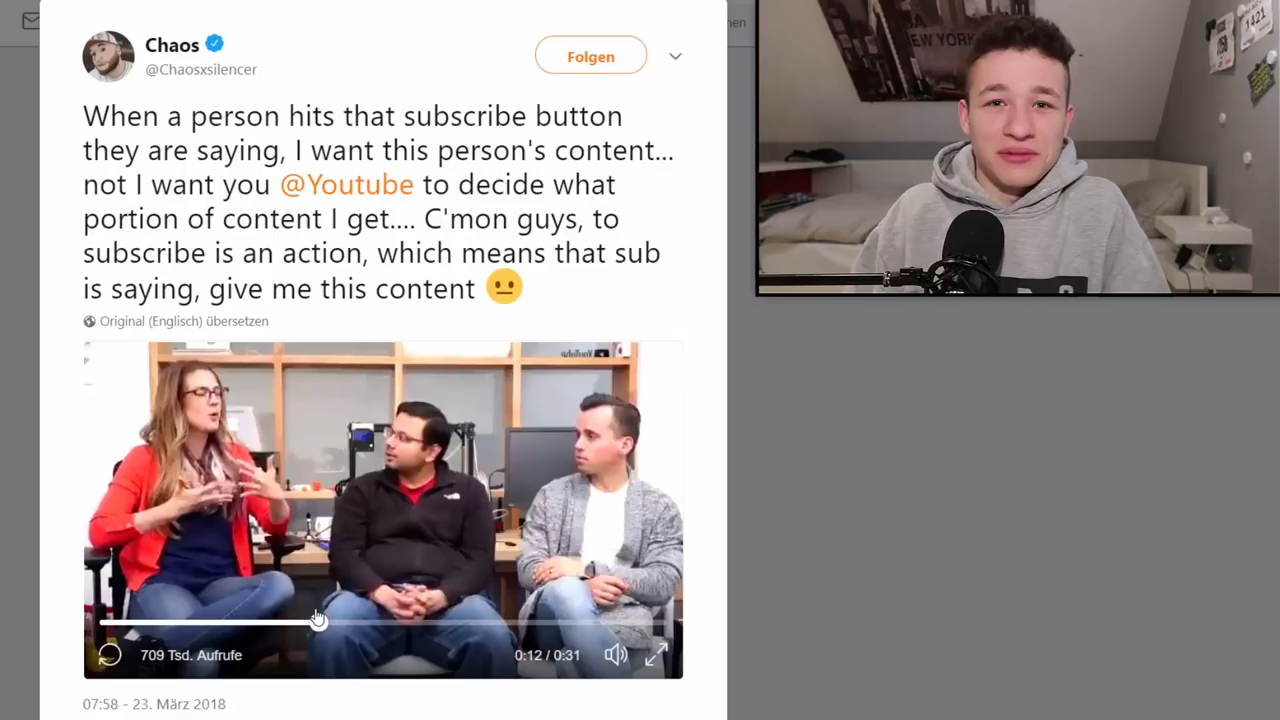 Chaos
@Chaosxsilencer
Folgen
When a person hits that subscribe button
they are saying, I want this person's content...
not I want you @Youtube to decide what
portion of content I get.... C'mon guys, to
subscribe is an action, which means that sub
is saying, give me this content 😐
Original (Englisch) übersetzen
709 Tsd. Aufrufe
0:12 / 0:31
07:58 - 23. März 2018
NEW YORK
1421